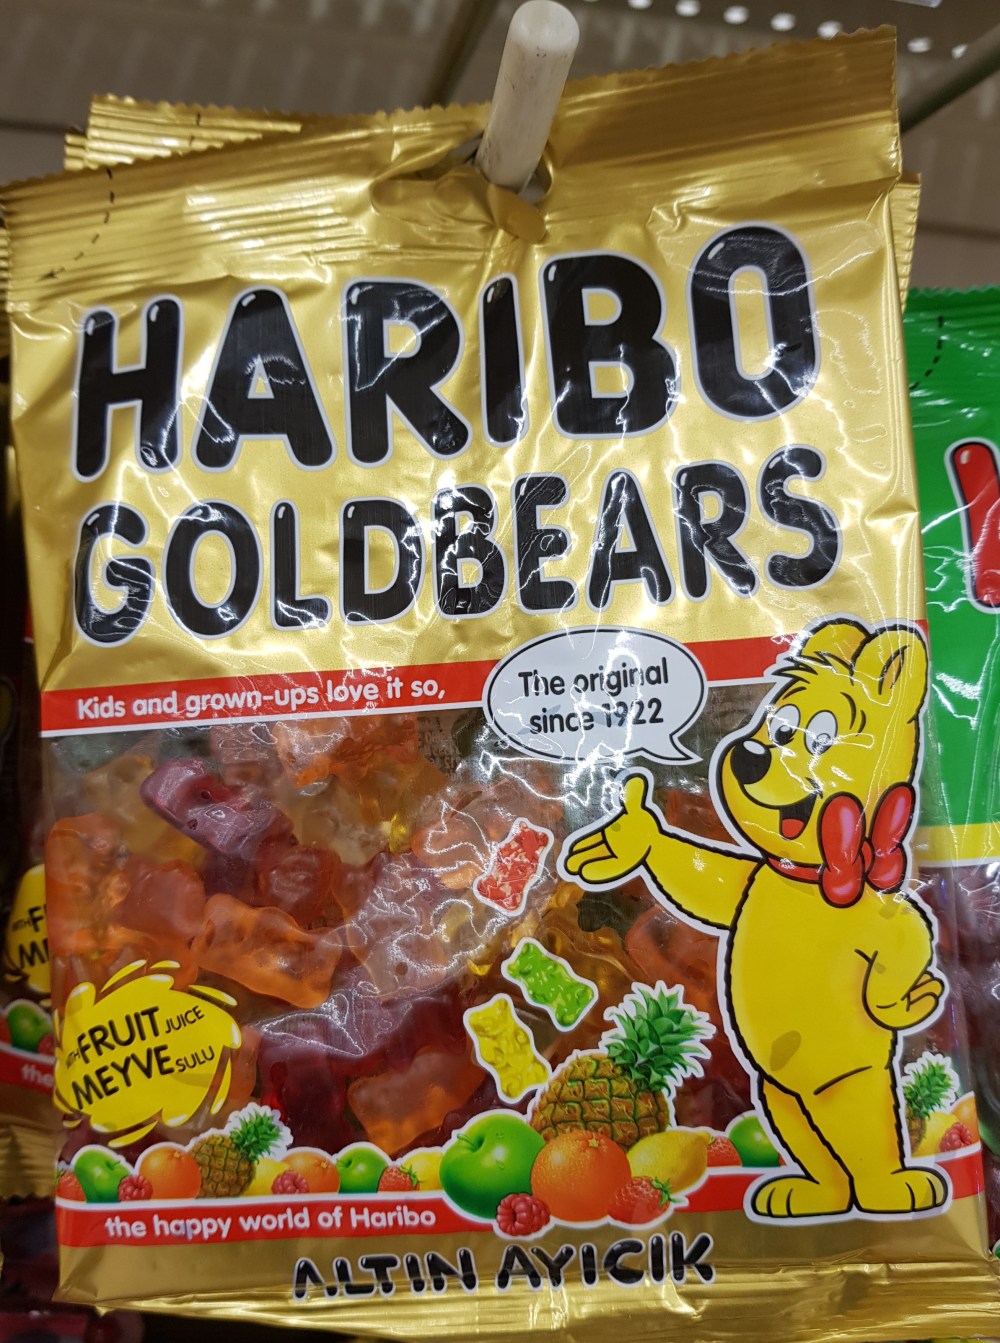 HARIBO
GOLDBEARS
Kids and grown-ups love it so,
The original
since 1922
WITH FRUIT JUICE
MEYVE SULU
the happy world of Haribo
ALTIN AYICIK